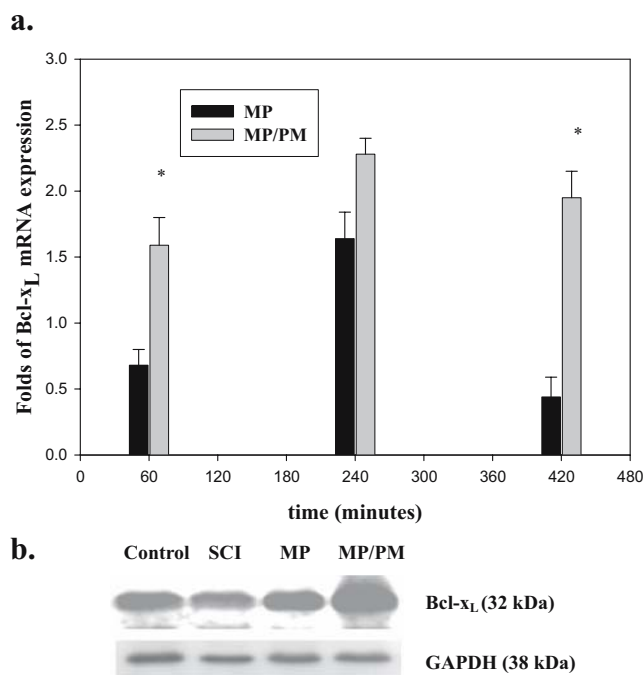 a.
3.0
2.5
2.0
1.5
1.0
0.5
0.0
Folds of Bcl-xL mRNA expression
MP
MP/PM
*
*
0 60 120 180 240 300 360 420 480
time (minutes)
b.
Control SCI MP MP/PM
Bcl-xL (32 kDa)
GAPDH (38 kDa)